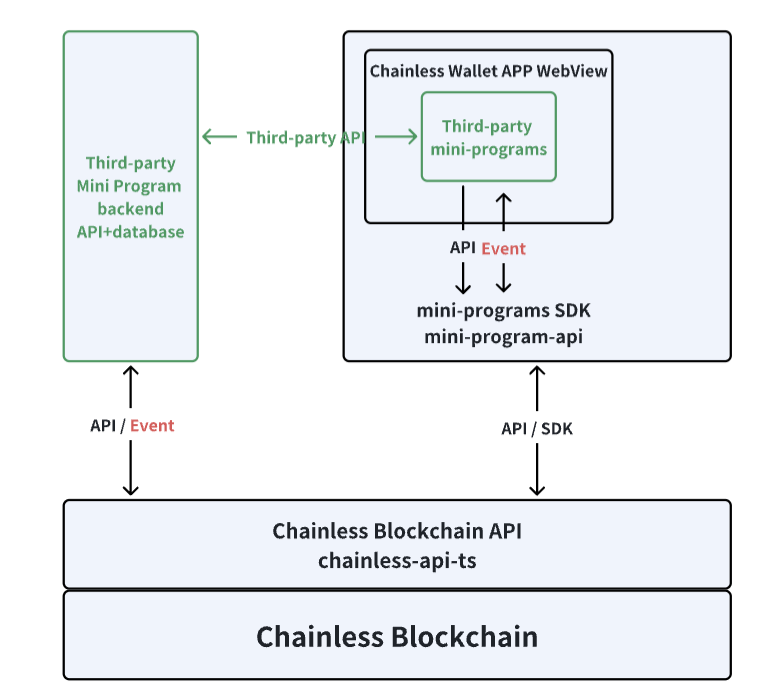 Chainless Wallet APP WebView
Third-party
mini-programs
Third-party API
Third-party
Mini Program
backend
API+database
API Event
mini-programs SDK
mini-program-api
API / Event
API / SDK
Chainless Blockchain API
chainless-api-ts
Chainless Blockchain